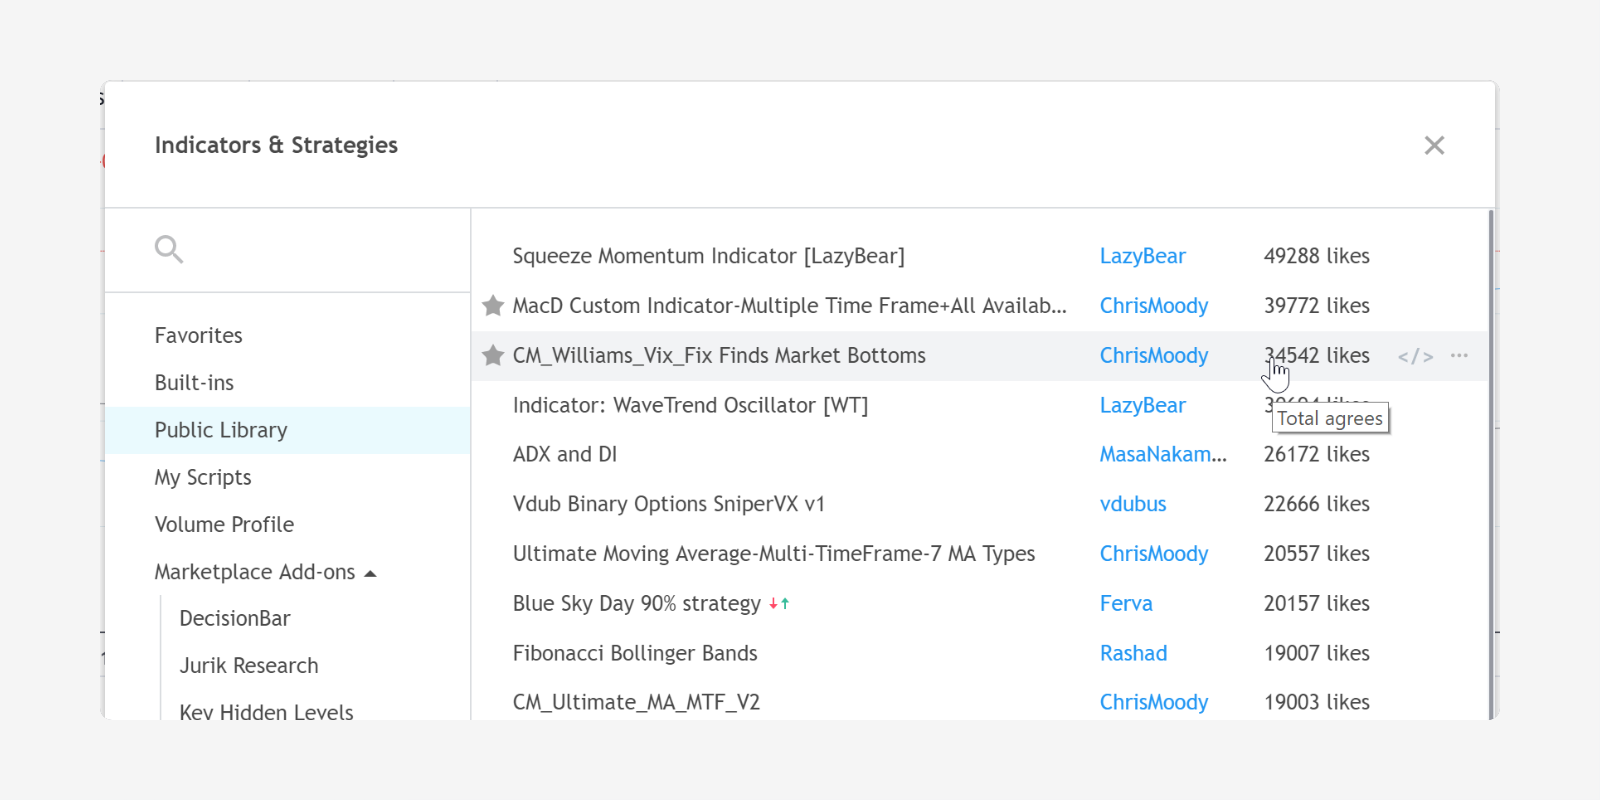 Indicators & Strategies
Favorites
Built-ins
Public Library
My Scripts
Volume Profile
Marketplace Add-ons
DecisionBar
Jurik Research
Key Hidden Levels
Squeeze Momentum Indicator [LazyBear] LazyBear 49288 likes
MacD Custom Indicator-Multiple Time Frame+All Availab... ChrisMoody 39772 likes
CM_Williams_Vix_Fix Finds Market Bottoms ChrisMoody 34542 likes </> ...
Indicator: WaveTrend Oscillator [WT] LazyBear
Total agrees
ADX and DI MasaNakam... 26172 likes
Vdub Binary Options SniperVX v1 vdubus 22666 likes
Ultimate Moving Average-Multi-TimeFrame-7 MA Types ChrisMoody 20557 likes
Blue Sky Day 90% strategy Ferva 20157 likes
Fibonacci Bollinger Bands Rashad 19007 likes
CM_Ultimate_MA_MTF_V2 ChrisMoody 19003 likes